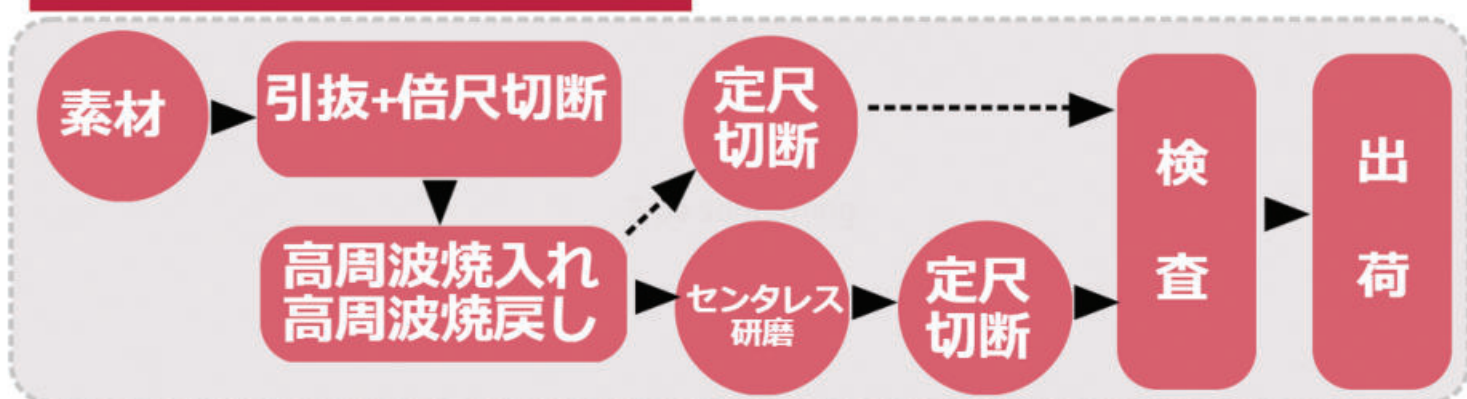 素材
引抜+倍尺切断
高周波焼入れ
高周波焼戻し
定尺
切断
センタレス
研磨
定尺
切断
検査
出荷